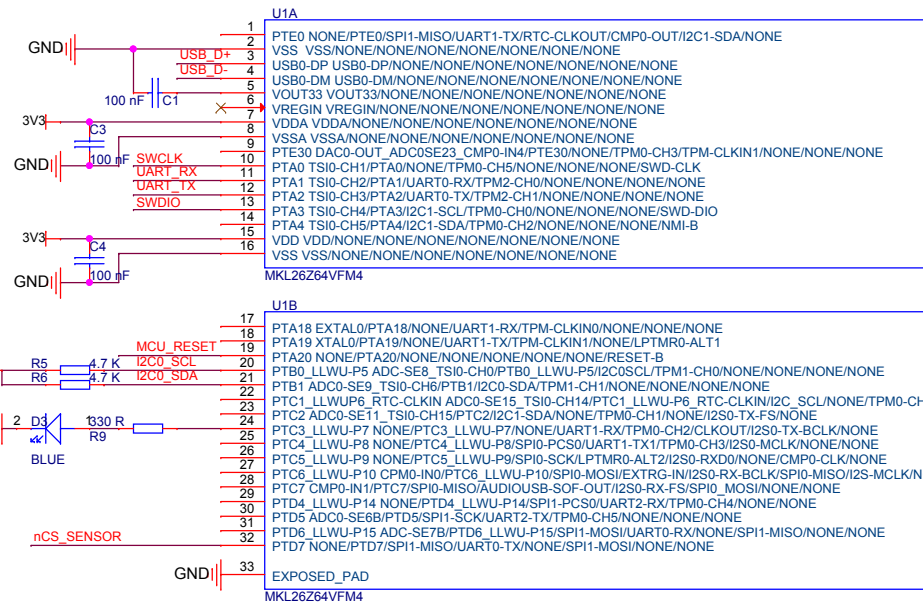 U1A
1 PTE0 NONE/PTE0/SPI1-MISO/UART1-TX/RTC-CLKOUT/CMP0-OUT/I2C1-SDA/NONE
GND 2 VSS VSS/NONE/NONE/NONE/NONE/NONE/NONE/NONE
USB_D+ 3 USB0-DP USB0-DP/NONE/NONE/NONE/NONE/NONE/NONE/NONE
USB_D- 4 USB0-DM USB0-DM/NONE/NONE/NONE/NONE/NONE/NONE/NONE
5 VOUT33 VOUT33/NONE/NONE/NONE/NONE/NONE/NONE/NONE
100 nF C1 6 VREGIN VREGIN/NONE/NONE/NONE/NONE/NONE/NONE/NONE
3V3 7 VDDA VDDA/NONE/NONE/NONE/NONE/NONE/NONE/NONE
C3 8 VSSA VSSA/NONE/NONE/NONE/NONE/NONE/NONE/NONE
100 nF 9 PTE30 DAC0-OUT_ADC0SE23_CMP0-IN4/PTE30/NONE/TPM0-CH3/TPM-CLKIN1/NONE/NONE/NONE
GND SWCLK 10 PTA0 TSI0-CH1/PTA0/NONE/TPM0-CH5/NONE/NONE/NONE/SWD-CLK
UART_RX 11 PTA1 TSI0-CH2/PTA1/UART0-RX/TPM2-CH0/NONE/NONE/NONE/NONE
UART_TX 12 PTA2 TSI0-CH3/PTA2/UART0-TX/TPM2-CH1/NONE/NONE/NONE/NONE
SWDIO 13 PTA3 TSI0-CH4/PTA3/I2C1-SCL/TPM0-CH0/NONE/NONE/NONE/SWD-DIO
14 PTA4 TSI0-CH5/PTA4/I2C1-SDA/TPM0-CH2/NONE/NONE/NONE/NMI-B
3V3 15 VDD VDD/NONE/NONE/NONE/NONE/NONE/NONE/NONE
C4 16 VSS VSS/NONE/NONE/NONE/NONE/NONE/NONE/NONE
GND 100 nF
MKL26Z64VFM4
U1B
17 PTA18 EXTAL0/PTA18/NONE/UART1-RX/TPM-CLKIN0/NONE/NONE/NONE
18 PTA19 XTAL0/PTA19/NONE/UART1-TX/TPM-CLKIN1/NONE/LPTMR0-ALT1
MCU_RESET 19 PTA20 NONE/PTA20/NONE/NONE/NONE/NONE/NONE/RESET-B
R5 4.7 K I2C0_SCL 20 PTB0_LLWU-P5 ADC-SE8_TSI0-CH0/PTB0_LLWU-P5/I2C0SCL/TPM1-CH0/NONE/NONE/NONE/NONE
R6 4.7 K I2C0_SDA 21 PTB1 ADC0-SE9_TSI0-CH6/PTB1/I2C0-SDA/TPM1-CH1/NONE/NONE/NONE/NONE
22 PTC1_LLWUP6_RTC-CLKIN ADC0-SE15_TSI0-CH14/PTC1_LLWU-P6_RTC-CLKIN/I2C_SCL/NONE/TPM0-CH
23 PTC2 ADC0-SE11_TSI0-CH15/PTC2/I2C1-SDA/NONE/TPM0-CH1/NONE/I2S0-TX-FS/NONE
2 D3 1 330 R 24 PTC3_LLWU-P7 NONE/PTC3_LLWU-P7/NONE/UART1-RX/TPM0-CH2/CLKOUT/I2S0-TX-BCLK/NONE
R9 25 PTC4_LLWU-P8 NONE/PTC4_LLWU-P8/SPI0-PCS0/UART1-TX1/TPM0-CH3/I2S0-MCLK/NONE/NONE
BLUE 26 PTC5_LLWU-P9 NONE/PTC5_LLWU-P9/SPI0-SCK/LPTMR0-ALT2/I2S0-RXD0/NONE/CMP0-CLK/NONE
27 PTC6_LLWU-P10 CPM0-IN0/PTC6_LLWU-P10/SPI0-MOSI/EXTRG-IN/I2S0-RX-BCLK/SPI0-MISO/I2S-MCLK/N
28 PTC7 CMP0-IN1/PTC7/SPI0-MISO/AUDIOUSB-SOF-OUT/I2S0-RX-FS/SPI0_MOSI/NONE/NONE
29 PTD4_LLWU-P14 NONE/PTD4_LLWU-P14/SPI1-PCS0/UART2-RX/TPM0-CH4/NONE/NONE/NONE
30 PTD5 ADC0-SE6B/PTD5/SPI1-SCK/UART2-TX/TPM0-CH5/NONE/NONE/NONE
31 PTD6_LLWU-P15 ADC-SE7B/PTD6_LLWU-P15/SPI1-MOSI/UART0-RX/NONE/SPI1-MISO/NONE/NONE
nCS_SENSOR 32 PTD7 NONE/PTD7/SPI1-MISO/UART0-TX/NONE/SPI1-MOSI/NONE/NONE
GND 33 EXPOSED_PAD
MKL26Z64VFM4